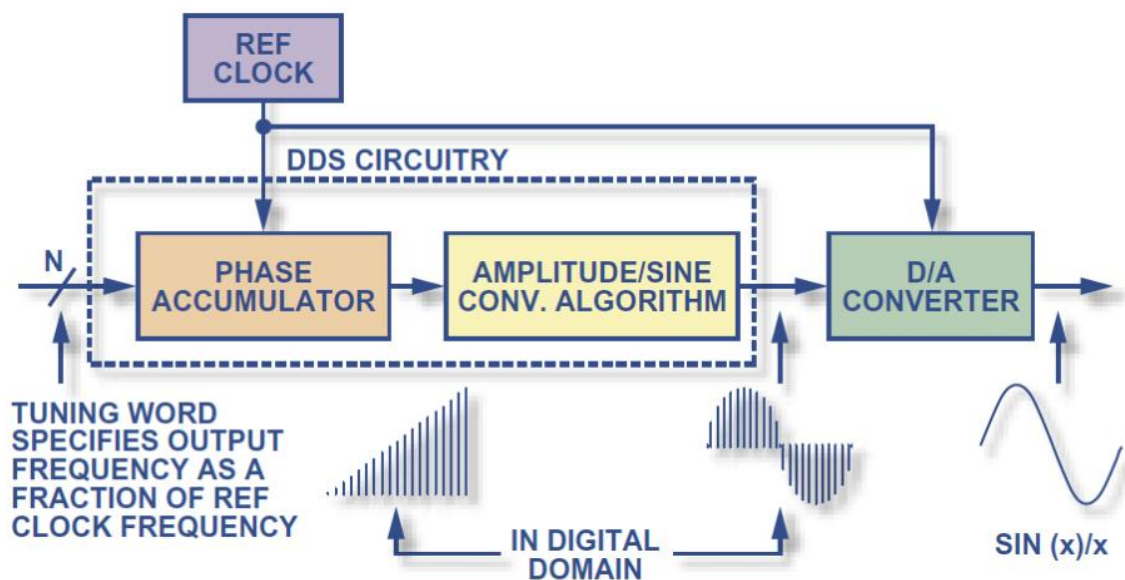 REF
CLOCK
DDS CIRCUITRY
N
PHASE
ACCUMULATOR
AMPLITUDE/SINE
CONV. ALGORITHM
D/A
CONVERTER
TUNING WORD
SPECIFIES OUTPUT
FREQUENCY AS A
FRACTION OF REF
CLOCK FREQUENCY
IN DIGITAL
DOMAIN
SIN (x)/x